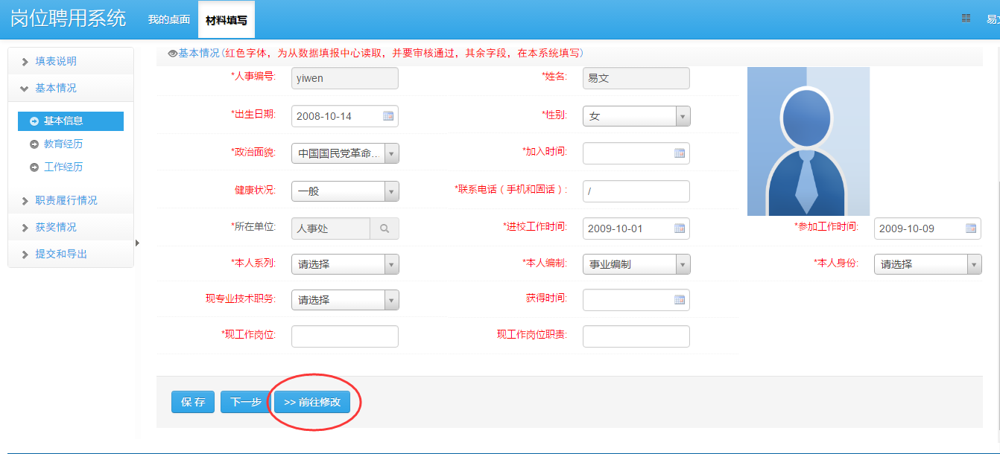 岗位聘用系统 我的桌面 材料填写 易文
填表说明
基本情况
基本信息
教育经历
工作经历
职责履行情况
获奖情况
提交和导出
基本情况(红色字体，为从数据填报中心读取，并要审核通过，其余字段，在本系统填写)
*人事编号: yiwen *姓名: 易文
*出生日期: 2008-10-14 *性别: 女
*政治面貌: 中国国民党革命... *加入时间:
健康状况: 一般 *联系电话（手机和固话）: /
*所在单位: 人事处 *进校工作时间: 2009-10-01 *参加工作时间: 2009-10-09
*本人系列: 请选择 *本人编制: 事业编制 *本人身份: 请选择
现专业技术职务: 请选择 获得时间:
*现工作岗位: 现工作岗位职责:
保 存 下一步 >> 前往修改